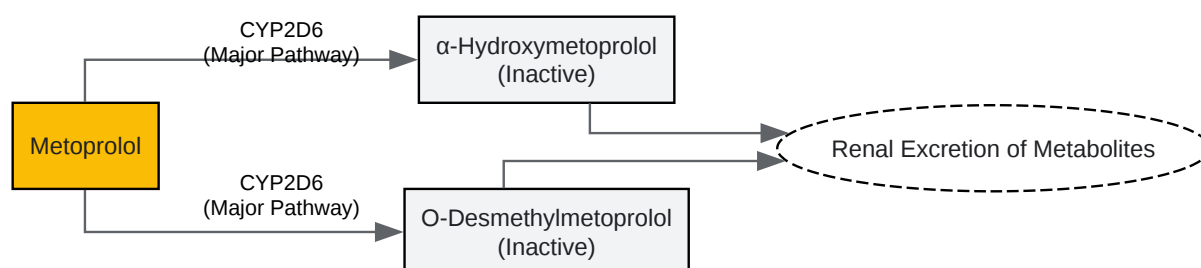 CYP2D6
(Major Pathway)
α-Hydroxymetoprolol
(Inactive)
Metoprolol
Renal Excretion of Metabolites
CYP2D6
(Major Pathway)
O-Desmethylmetoprolol
(Inactive)